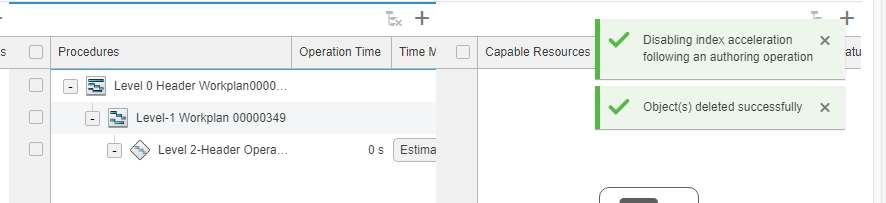 s Procedures Operation Time Time M Capable Resources atu
Disabling index acceleration
following an authoring operation
Object(s) deleted successfully
- Level 0 Header Workplan0000...
- Level-1 Workplan 00000349
- Level 2-Header Opera... 0 s Estima